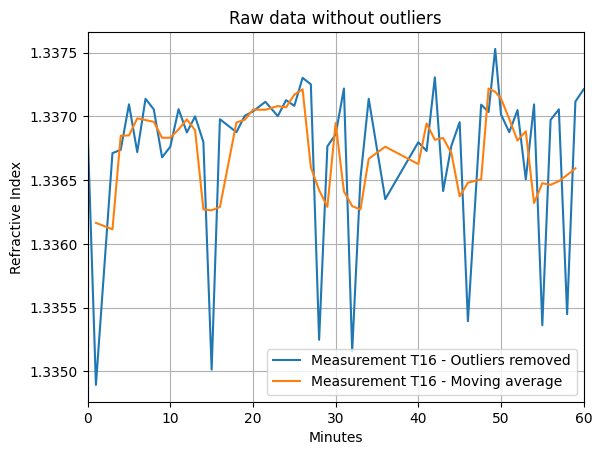 Raw data without outliers
Refractive Index
1.3375
1.3370
1.3365
1.3360
1.3355
1.3350
Measurement T16 - Outliers removed
Measurement T16 - Moving average
0 10 20 30 40 50 60
Minutes